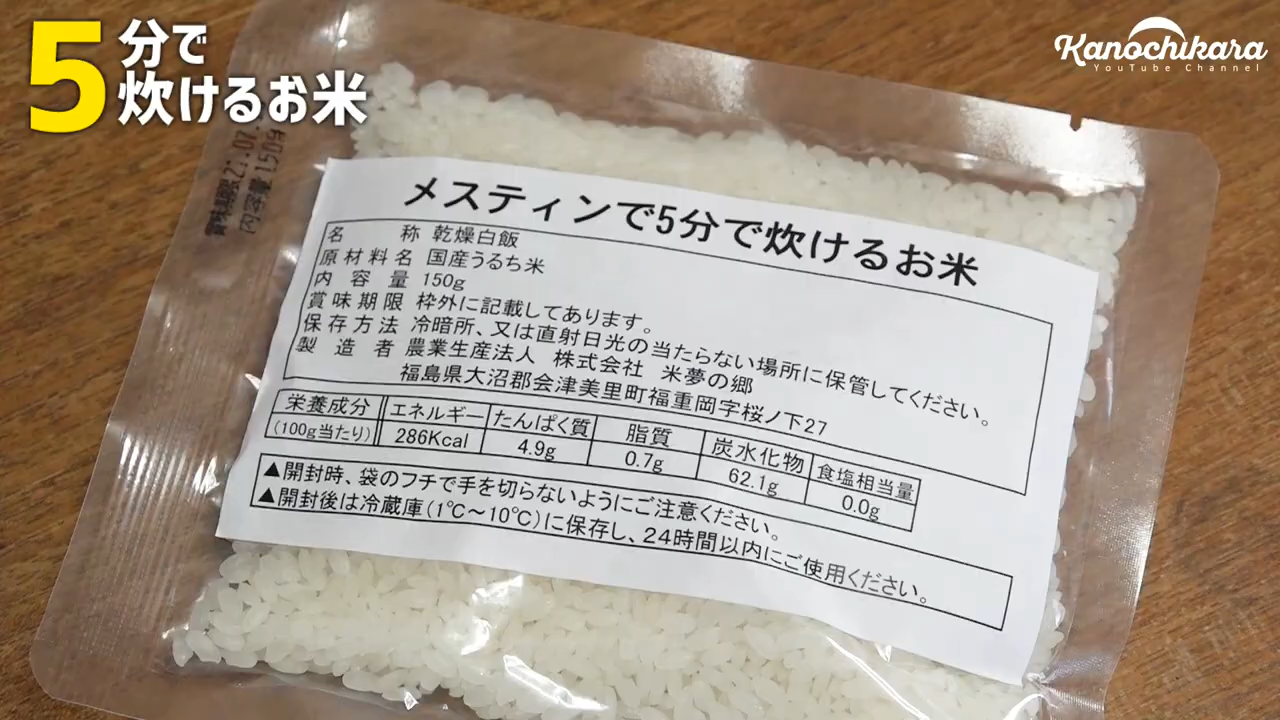 5分で
炊けるお米
Kanochikara
YouTube Channel
内容量150g
メスティンで5分で炊けるお米
名称 乾燥白飯
原材料名 国産うるち米
内容量 150g
賞味期限 枠外に記載してあります。
保存方法 冷暗所、又は直射日光の当たらない場所に保管してください。
製造者 農業生産法人 株式会社 米夢の郷
福島県大沼郡会津美里町福重岡字桜ノ下27
栄養成分 エネルギー たんぱく質 脂質 炭水化物 食塩相当量
(100g当たり) 286Kcal 4.9g 0.7g 62.1g 0.0g
▲開封時、袋のフチで手を切らないようにご注意ください。
▲開封後は冷蔵庫(1℃～10℃)に保存し、24時間以内にご使用ください。